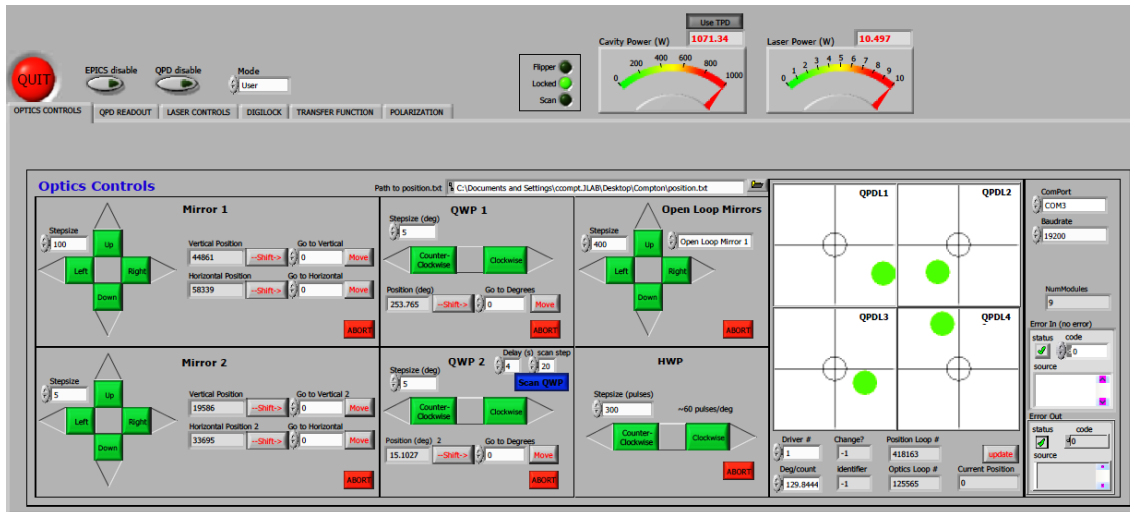 Use TPD
Cavity Power (W) 1071.34
Laser Power (W) 10.497
0 200 400 600 800 1000
0 1 2 3 4 5 6 7 8 9 10
QUIT
EPICS disable
QPD disable
Mode
User
Flipper
Locked
Scan
OPTICS CONTROLS QPD READOUT LASER CONTROLS DIGILOCK TRANSFER FUNCTION POLARIZATION
Optics Controls
Path to position.txt C:\Documents and Settings\ccompt.JLAB\Desktop\Compton\position.txt
Mirror 1
Stepsize
100
Up
Left
Right
Down
Vertical Position
44861
--Shift->
Go to Vertical
0
Move
Horizontal Position
58339
--Shift->
Go to Horizontal
0
Move
ABORT
QWP 1
Stepsize (deg)
5
Counter-
Clockwise
Clockwise
Position (deg)
253.765
--Shift->
Go to Degrees
0
Move
ABORT
Open Loop Mirrors
Stepsize
400
Up
Open Loop Mirror 1
Left
Right
Down
ABORT
Mirror 2
Stepsize
5
Up
Left
Right
Down
Vertical Position
19586
--Shift->
Go to Vertical 2
0
Move
Horizontal Position 2
33695
--Shift->
Go to Horizontal
0
Move
ABORT
QWP 2
Delay (s) scan step
4 20
Scan QWP
Stepsize (deg)
5
Counter-
Clockwise
Clockwise
Position (deg) 2
15.1027
--Shift->
Go to Degrees
0
Move
ABORT
HWP
Stepsize (pulses)
300
~60 pulses/deg
Counter-
Clockwise
Clockwise
ABORT
QPDL1
QPDL2
QPDL3
QPDL4
Driver #
1
Change?
-1
Position Loop #
418163
update
Deg/count
129.8444
identifier
-1
Optics Loop #
125565
Current Position
0
ComPort
COM3
Baudrate
19200
NumModules
9
Error In (no error)
status code
0
source
Error Out
status code
d0
source